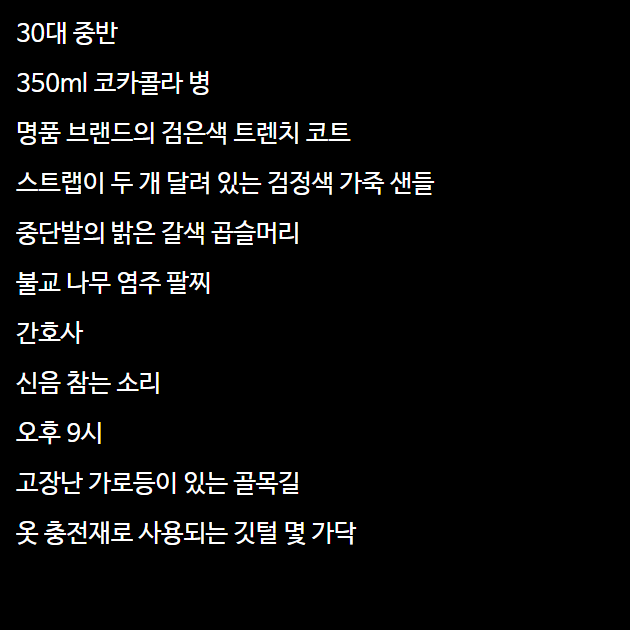 30대 중반
350ml 코카콜라 병
명품 브랜드의 검은색 트렌치 코트
스트랩이 두 개 달려 있는 검정색 가죽 샌들
중단발의 밝은 갈색 곱슬머리
불교 나무 염주 팔찌
간호사
신음 참는 소리
오후 9시
고장난 가로등이 있는 골목길
옷 충전재로 사용되는 깃털 몇 가닥